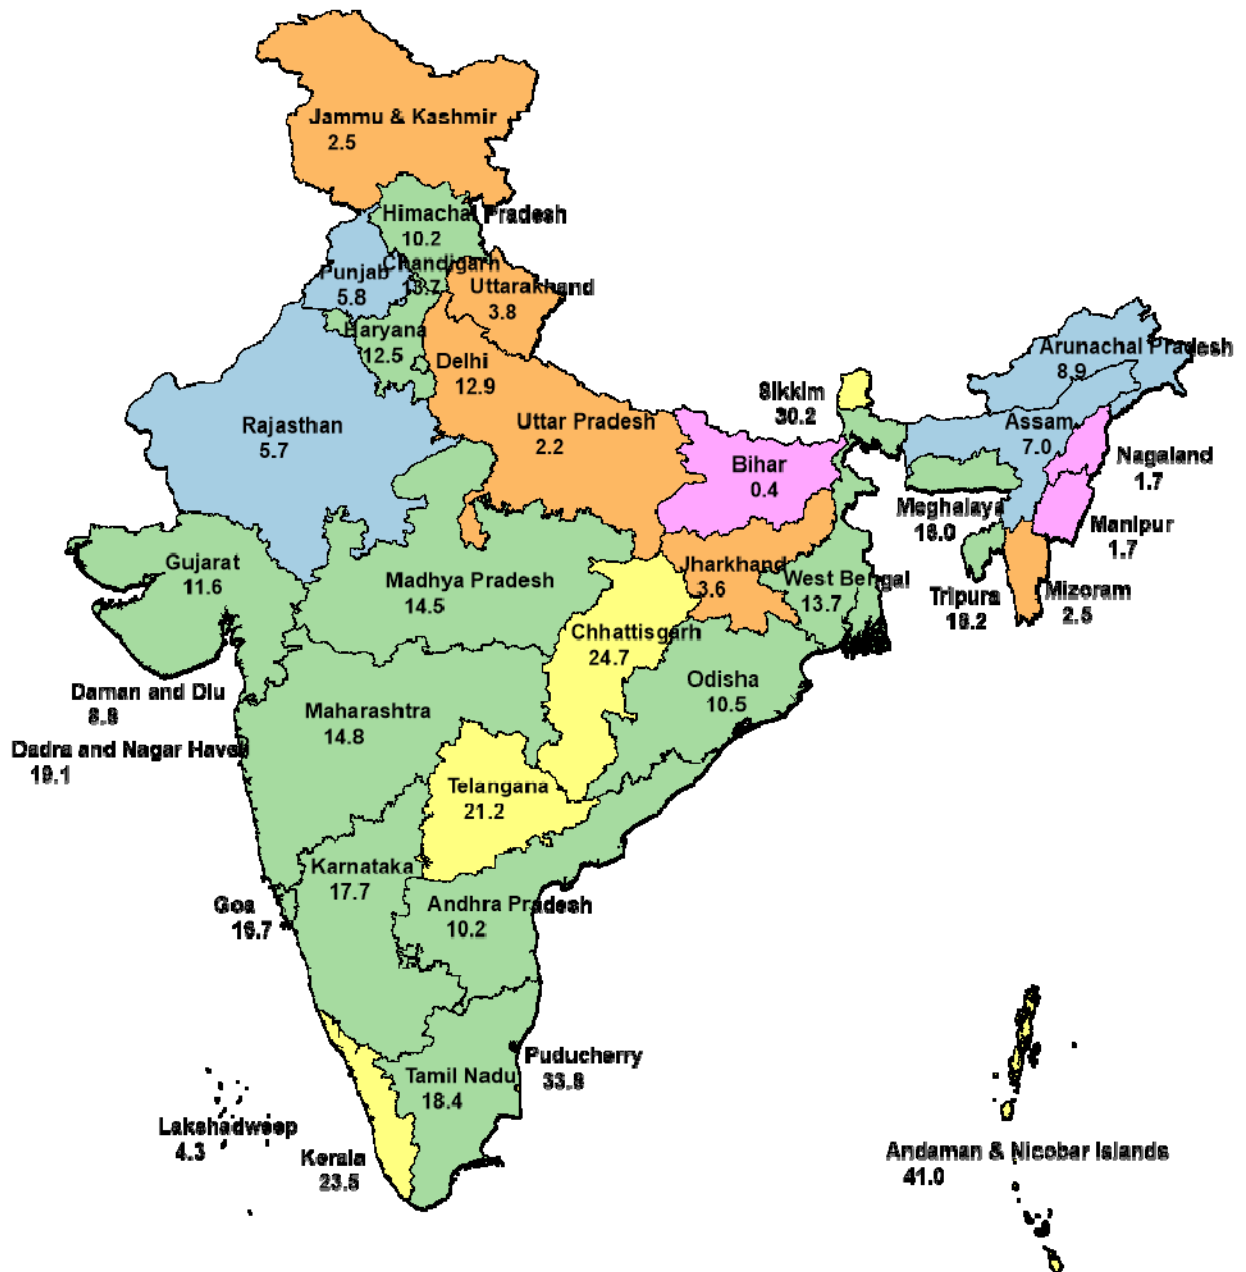 Jammu & Kashmir
2.5
Himachal Pradesh
10.2
Chandigarh
13.7
Punjab
5.8
Uttarakhand
3.8
Haryana
12.5
Delhi
12.9
Arunachal Pradesh
8.9
Sikkim
30.2
Rajasthan
5.7
Uttar Pradesh
2.2
Assam
7.0
Bihar
0.4
Nagaland
1.7
Meghalaya
18.0
Manipur
1.7
Gujarat
11.6
Madhya Pradesh
14.5
Jharkhand
3.6
West Bengal
13.7
Tripura
18.2
Mizoram
2.5
Chhattisgarh
24.7
Odisha
10.5
Daman and Diu
8.8
Maharashtra
14.8
Dadra and Nagar Haveli
19.1
Telangana
21.2
Karnataka
17.7
Goa
16.7
Andhra Pradesh
10.2
Puducherry
33.8
Tamil Nadu
18.4
Lakshadweep
4.3
Kerala
23.5
Andaman & Nicobar Islands
41.0